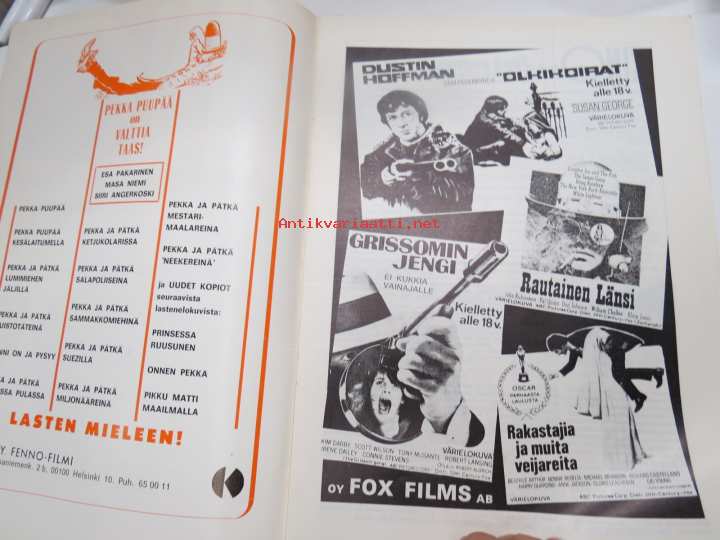 PEKKA PUUPÄÄ
on
VALTTIA
TAAS!
ESA PAKARINEN
MASA NIEMI
SIIRI ANGERKOSKI
PEKKA PUUPÄÄ
PEKKA PUUPÄÄ
KESÄLAITUMELLA
PEKKA JA PÄTKÄ
LUMIMIEHEN
JÄLJILLÄ
PEKKA JA PÄTKÄ
PUISTOTÄTEINÄ
PEKKA JA PÄTKÄ
KETJUKOLARISSA
PEKKA JA PÄTKÄ
SALAPOLIISEINA
PEKKA JA PÄTKÄ
SAMMAKKOMIEHINÄ
PEKKA JA PÄTKÄ
SUEZILLA
PEKKA JA PÄTKÄ
MILJONÄÄREINÄ
PEKKA JA PÄTKÄ
MESTARI-
MAALAREINA
PEKKA JA PÄTKÄ
'NEEKEREINÄ'
ja UUDET KOPIOT
seuraavista
lastenelokuvista:
PRINSESSA
RUUSUNEN
ONNEN PEKKA
PIKKU MATTI
MAAILMALLA
LASTEN MIELEEN!
Y FENNO-FILMI
00100 Helsinki 10. Puh. 65 00 11
Antikvariaatti.net
DUSTIN
HOFFMAN
"OLKIKOIRAT"
Kielletty
alle 18 v.
SUSAN GEORGE
VÄRIELOKUVA
GRISSOMIN
JENGI
EI KUKKIA
VAINAJALLE
Kielletty
alle 18 v.
KIM DARBY SCOTT WILSON TONY MUSANTE ROBERT LANSING
IRENE DAILEY CONNIE STEVENS
VÄRIELOKUVA
Rautainen Länsi
VÄRIELOKUVA
OSCAR
PARHAASTA
LAULUSTA
Rakastajia
ja muita
veijareita
VÄRIELOKUVA
OY FOX FILMS AB